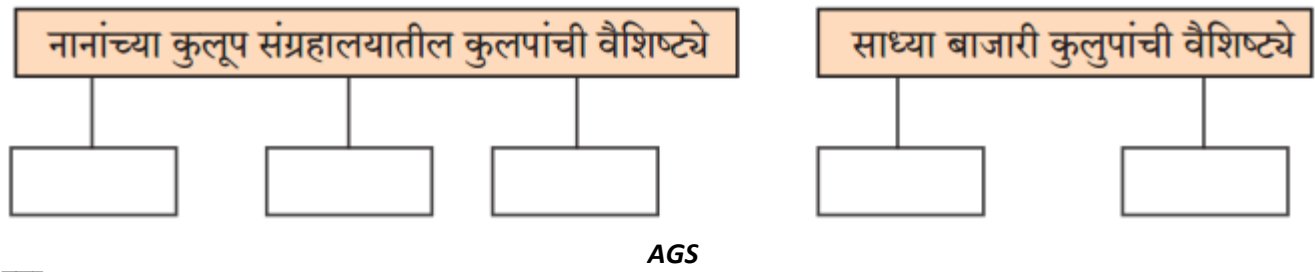 नानांच्या कुलूप संग्रहालयातील कुलपांची वैशिष्ट्ये
साध्या बाजारी कुलुपांची वैशिष्ट्ये
AGS